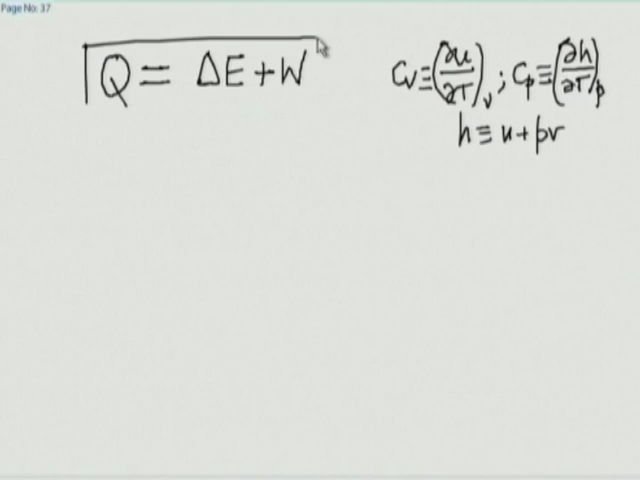 Page No: 37
Q = ΔE + W
Cv ≡ (∂u/∂T)v ; Cp ≡ (∂h/∂T)p
h ≡ u + pv